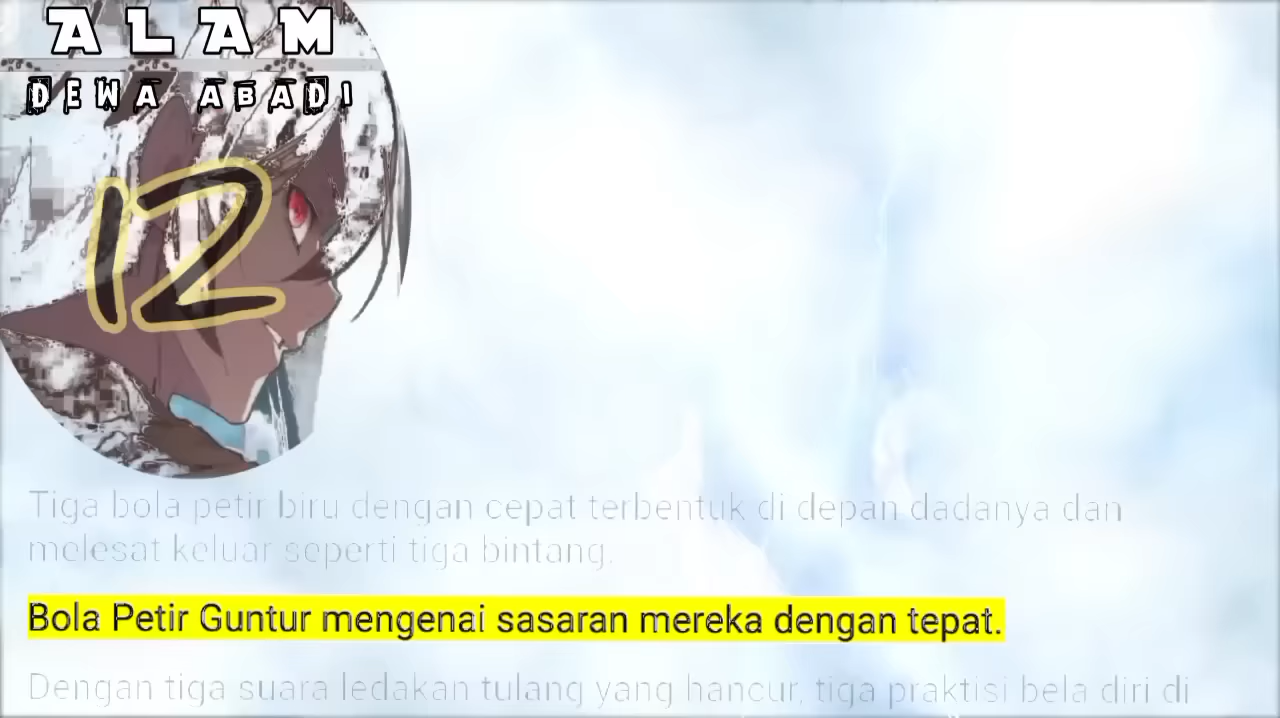 ALAM
DEWA ABADI
12
Tiga bola petir biru dengan cepat terbentuk di depan dadanya dan
melesat keluar seperti tiga bintang.
Bola Petir Guntur mengenai sasaran mereka dengan tepat.
Dengan tiga suara ledakan tulang yang hancur, tiga praktisi bela diri di